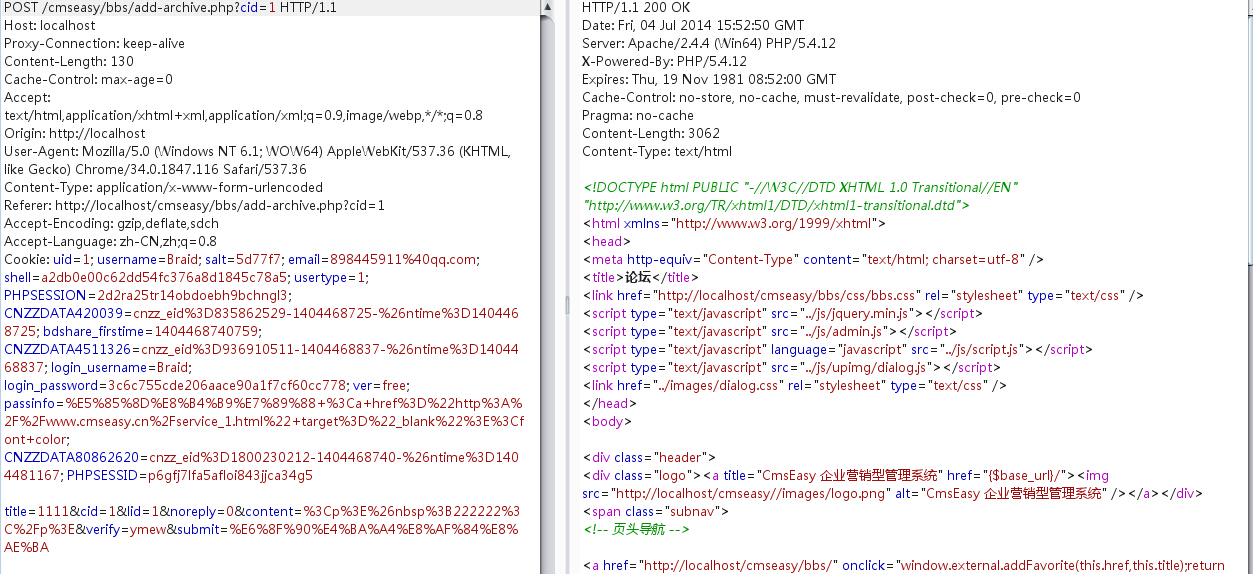 POST /cmseasy/bbs/add-archive.php?cid=1 HTTP/1.1
Host: localhost
Proxy-Connection: keep-alive
Content-Length: 130
Cache-Control: max-age=0
Accept:
text/html,application/xhtml+xml,application/xml;q=0.9,image/webp,*/*;q=0.8
Origin: http://localhost
User-Agent: Mozilla/5.0 (Windows NT 6.1; WOW64) AppleWebKit/537.36 (KHTML,
like Gecko) Chrome/34.0.1847.116 Safari/537.36
Content-Type: application/x-www-form-urlencoded
Referer: http://localhost/cmseasy/bbs/add-archive.php?cid=1
Accept-Encoding: gzip,deflate,sdch
Accept-Language: zh-CN,zh;q=0.8
Cookie: uid=1; username=Braid; salt=5d77f7; email=898445911%40qq.com;
shell=a2db0e00c62dd54fc376a8d1845c78a5; usertype=1;
PHPSESSION=2d2ra25tr14obdoebh9bchngl3;
CNZZDATA420039=cnzz_eid%3D835862529-1404468725-%26ntime%3D1404468725; bdshare_firstime=1404468740759;
CNZZDATA4511326=cnzz_eid%3D936910511-1404468837-%26ntime%3D1404468837; login_username=Braid;
login_password=3c6c755cde206aace90a1f7cf60cc778; ver=free;
passinfo=%E5%85%8D%E8%B4%B9%E7%89%88+%3Ca+href%3D%22http%3A%2F%2Fwww.cmseasy.cn%2Fservice_1.html%22+target%3D%22_blank%22%3E%3Cfont+color;
CNZZDATA80862620=cnzz_eid%3D1800230212-1404468740-%26ntime%3D1404481167; PHPSESSID=p6gfj7lfa5afloi843jjca34g5
title=1111&cid=1&lid=1&noreply=0&content=%3Cp%3E%26nbsp%3B222222%3C%2Fp%3E&verify=ymew&submit=%E6%8F%90%E4%BA%A4%E8%AF%84%E8%AE%BA
HTTP/1.1 200 OK
Date: Fri, 04 Jul 2014 15:52:50 GMT
Server: Apache/2.4.4 (Win64) PHP/5.4.12
X-Powered-By: PHP/5.4.12
Expires: Thu, 19 Nov 1981 08:52:00 GMT
Cache-Control: no-store, no-cache, must-revalidate, post-check=0, pre-check=0
Pragma: no-cache
Content-Length: 3062
Content-Type: text/html
<!DOCTYPE html PUBLIC "-//W3C//DTD XHTML 1.0 Transitional//EN"
"http://www.w3.org/TR/xhtml1/DTD/xhtml1-transitional.dtd">
<html xmlns="http://www.w3.org/1999/xhtml">
<head>
<meta http-equiv="Content-Type" content="text/html; charset=utf-8" />
<title>论坛</title>
<link href="http://localhost/cmseasy/bbs/css/bbs.css" rel="stylesheet" type="text/css" />
<script type="text/javascript" src="../js/jquery.min.js"></script>
<script type="text/javascript" src="../js/admin.js"></script>
<script type="text/javascript" language="javascript" src="../js/script.js"></script>
<script type="text/javascript" src="../js/upimg/dialog.js"></script>
<link href="../images/dialog.css" rel="stylesheet" type="text/css" />
</head>
<body>
<div class="header">
<div class="logo"><a title="CmsEasy 企业营销型管理系统" href="{$base_url}/"><img
src="http://localhost/cmseasy//images/logo.png" alt="CmsEasy 企业营销型管理系统" /></a></div>
<span class="subnav">
<!-- 页头导航 -->
<a href="http://localhost/cmseasy/bbs/" onclick="window.external.addFavorite(this.href,this.title);return